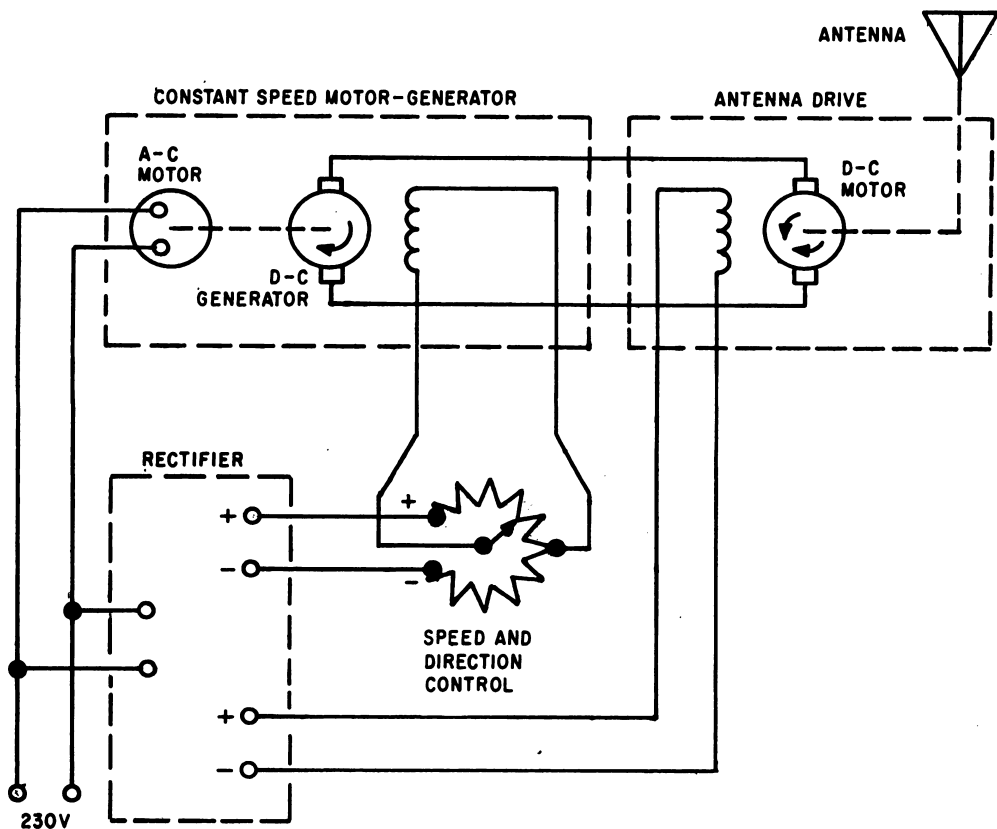 ANTENNA
CONSTANT SPEED MOTOR-GENERATOR
ANTENNA DRIVE
A-C
MOTOR
D-C
MOTOR
D-C
GENERATOR
RECTIFIER
+
+
-
-
SPEED AND
DIRECTION
CONTROL
+
-
230V